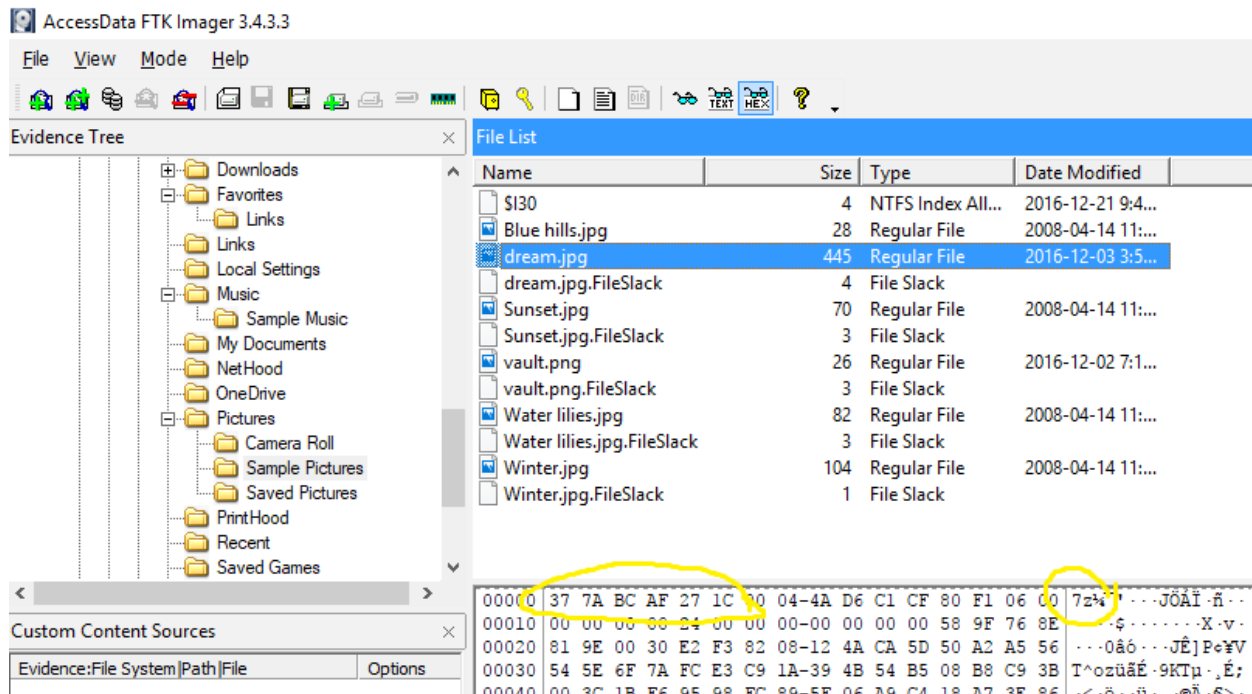 AccessData FTK Imager 3.4.3.3
File View Mode Help
Evidence Tree
Downloads
Favorites
Links
Links
Local Settings
Music
Sample Music
My Documents
NetHood
OneDrive
Pictures
Camera Roll
Sample Pictures
Saved Pictures
PrintHood
Recent
Saved Games
Custom Content Sources
Evidence:File System|Path|File Options
File List
Name Size Type Date Modified
$I30 4 NTFS Index All... 2016-12-21 9:4...
Blue hills.jpg 28 Regular File 2008-04-14 11:...
dream.jpg 445 Regular File 2016-12-03 3:5...
dream.jpg.FileSlack 4 File Slack
Sunset.jpg 70 Regular File 2008-04-14 11:...
Sunset.jpg.FileSlack 3 File Slack
vault.png 26 Regular File 2016-12-02 7:1...
vault.png.FileSlack 3 File Slack
Water lilies.jpg 82 Regular File 2008-04-14 11:...
Water lilies.jpg.FileSlack 3 File Slack
Winter.jpg 104 Regular File 2008-04-14 11:...
Winter.jpg.FileSlack 1 File Slack
00000 37 7A BC AF 27 1C 00 04-4A D6 C1 CF 80 F1 06 00 7z¼¯'···JÖÁÏ·ñ··
00010 00 00 00 00 24 00 00 00-00 00 00 00 58 9F 76 8E ····$·······X·v·
00020 81 9E 00 30 E2 F3 82 08-12 4A CA 5D 50 A2 A5 56 ···0âó···JÊ]P¢¥V
00030 54 5E 6F 7A FC E3 C9 1A-39 4B 54 B5 08 B8 C9 3B T^ozüãÉ·9KTµ·¸É;